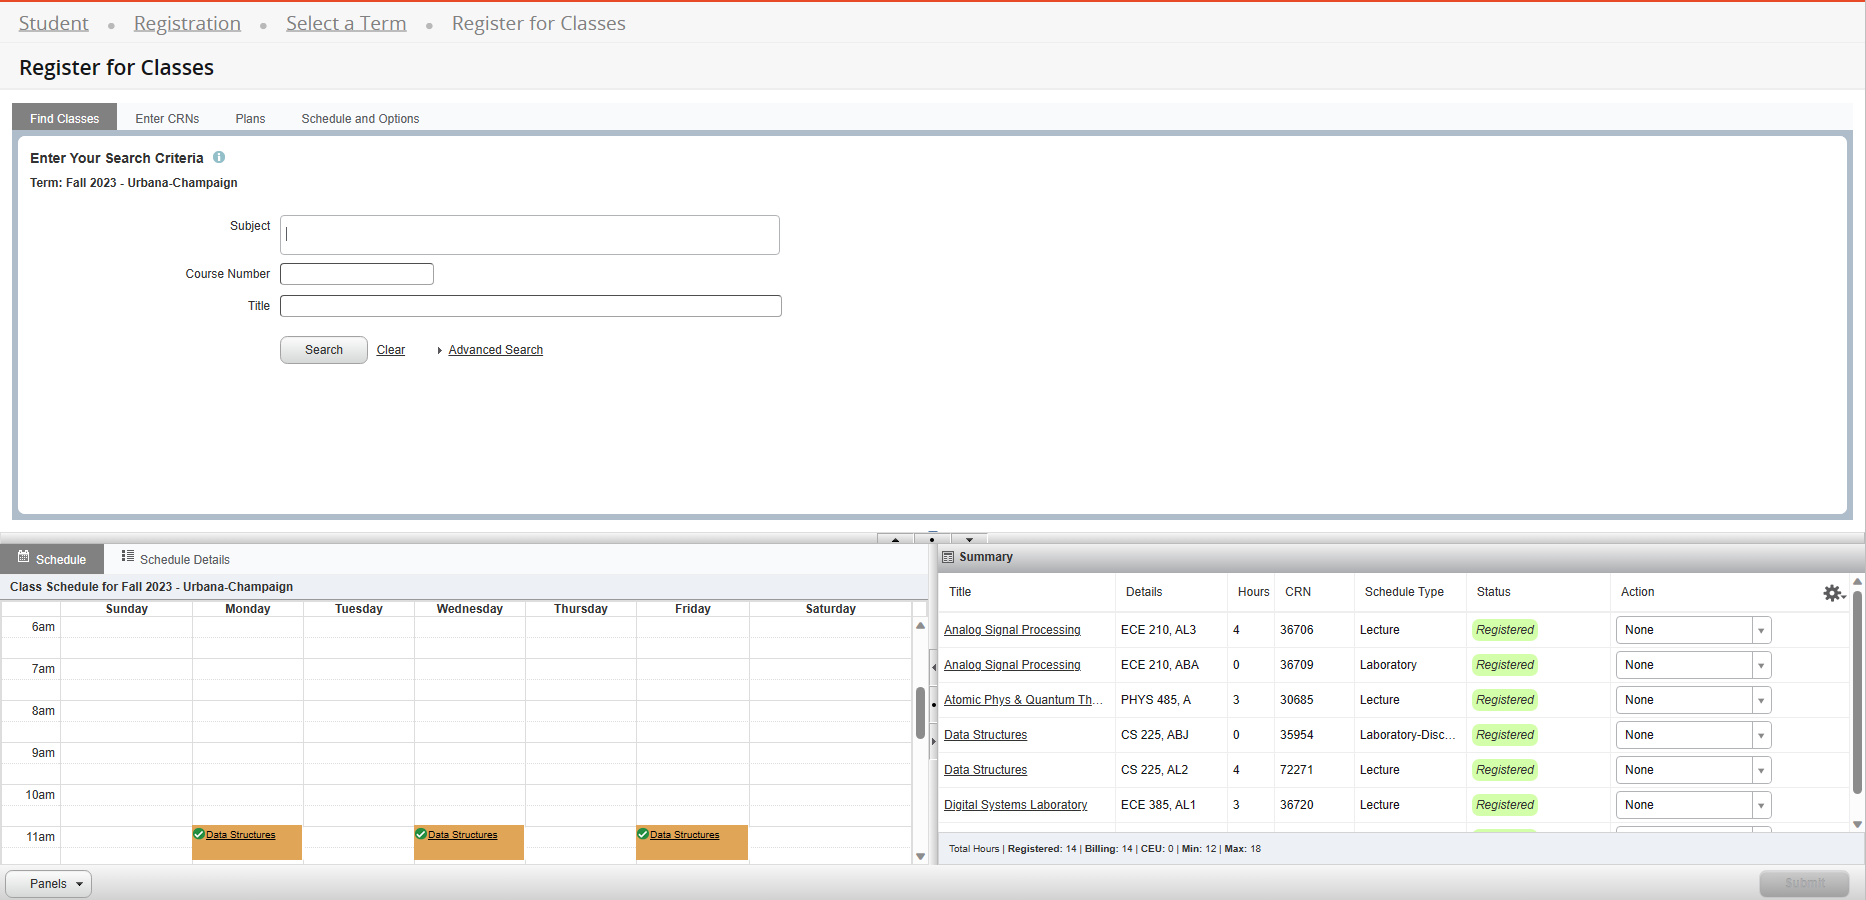 Student • Registration • Select a Term • Register for Classes
Register for Classes
Find Classes Enter CRNs Plans Schedule and Options
Enter Your Search Criteria
Term: Fall 2023 - Urbana-Champaign
Subject
Course Number
Title
Search Clear Advanced Search
Schedule Schedule Details
Class Schedule for Fall 2023 - Urbana-Champaign
Sunday Monday Tuesday Wednesday Thursday Friday Saturday
6am
7am
8am
9am
10am
11am Data Structures Data Structures Data Structures
Summary
Title Details Hours CRN Schedule Type Status Action
Analog Signal Processing ECE 210, AL3 4 36706 Lecture Registered None
Analog Signal Processing ECE 210, ABA 0 36709 Laboratory Registered None
Atomic Phys & Quantum Th... PHYS 485, A 3 30685 Lecture Registered None
Data Structures CS 225, ABJ 0 35954 Laboratory-Disc... Registered None
Data Structures CS 225, AL2 4 72271 Lecture Registered None
Digital Systems Laboratory ECE 385, AL1 3 36720 Lecture Registered None
Total Hours | Registered: 14 | Billing: 14 | CEU: 0 | Min: 12 | Max: 18
Panels Submit